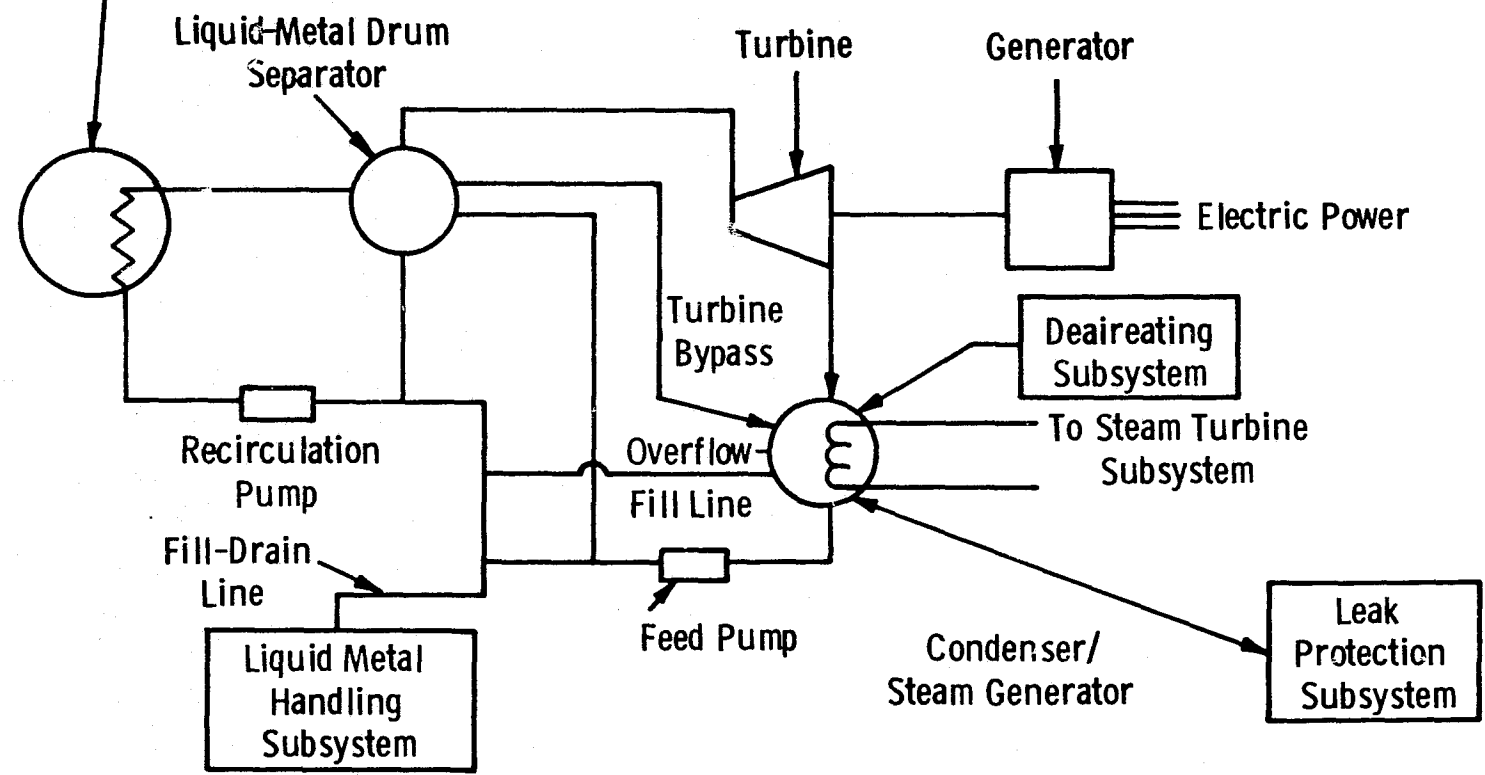 Liquid-Metal Drum
Separator
Turbine
Generator
Electric Power
Turbine
Bypass
Deaireating
Subsystem
To Steam Turbine
Subsystem
Recirculation
Pump
Overflow-
Fill Line
Fill-Drain
Line
Feed Pump
Liquid Metal
Handling
Subsystem
Condenser/
Steam Generator
Leak
Protection
Subsystem